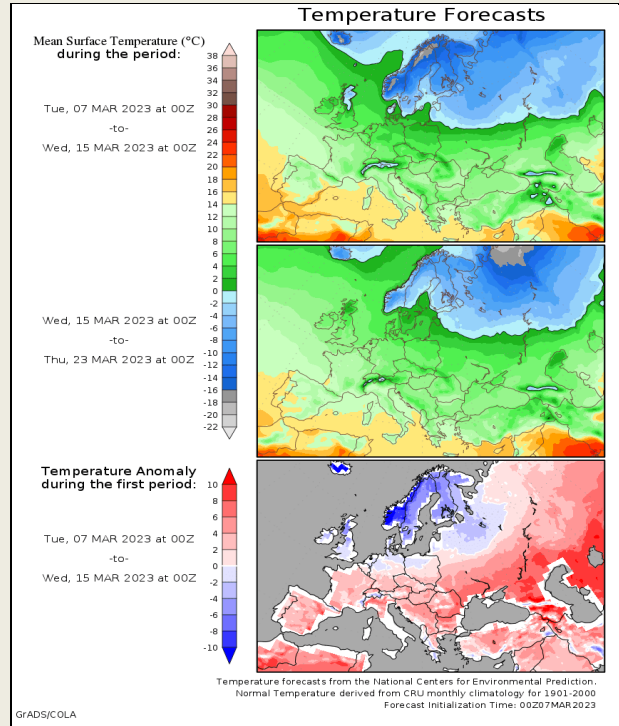 Temperature Forecasts
Mean Surface Temperature (°C)
during the period:
Tue, 07 MAR 2023 at 00Z
-to-
Wed, 15 MAR 2023 at 00Z
38
36
34
32
30
28
26
24
22
20
18
16
14
12
10
8
6
4
2
0
-2
-4
-6
-8
-10
-12
-14
-16
-18
-20
-22
Wed, 15 MAR 2023 at 00Z
-to-
Thu, 23 MAR 2023 at 00Z
Temperature Anomaly
during the first period:
Tue, 07 MAR 2023 at 00Z
-to-
Wed, 15 MAR 2023 at 00Z
10
8
6
4
2
0
-2
-4
-6
-8
-10
Temperature forecasts from the National Centers for Environmental Prediction.
Normal Temperature derived from CRU monthly climatology for 1901-2000
Forecast Initialization Time: 00Z07MAR2023
GrADS/COLA